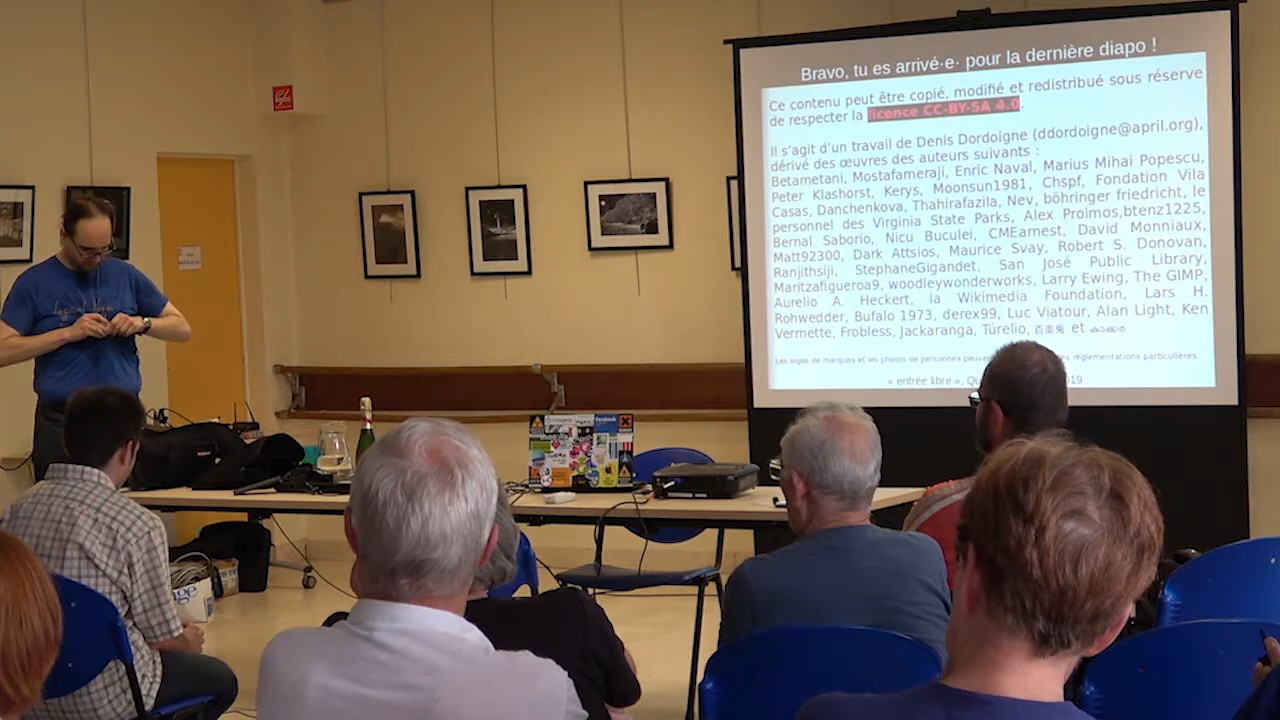 Bravo, tu es arrivé·e· pour la dernière diapo !
Ce contenu peut être copié, modifié et redistribué sous réserve
de respecter la licence CC-BY-SA 4.0.
Il s'agit d'un travail de Denis Dordoigne (ddordoigne@april.org),
dérivé des œuvres des auteurs suivants :
Betametani, Mostafameraji, Enric Naval, Marius Mihai Popescu,
Peter Klashorst, Kerys, Moonsun1981, Chspf, Fondation Vila
Casas, Danchenkova, Thahirafazila, Nev, böhringer friedricht, le
personnel des Virginia State Parks, Alex Proimos,btenz1225,
Bernal Saborio, Nicu Buculei, CMEarnest, David Monniaux,
Matt92300, Dark Attsios, Maurice Svay, Robert S. Donovan,
Ranjithsiji, StephaneGigandet, San José Public Library,
Maritzafigueroa9, woodleywonderworks, Larry Ewing, The GIMP,
Aurelio A. Heckert, la Wikimedia Foundation, Lars H.
Rohwedder, Bufalo 1973, derex99, Luc Viatour, Alan Light, Ken
Vermette, Frobless, Jackaranga, Túrelio, 百楽兎 et
Les logos de marques et les photos de personnes peuvent es réglementations particulières.
« entrée libre », Qu 019